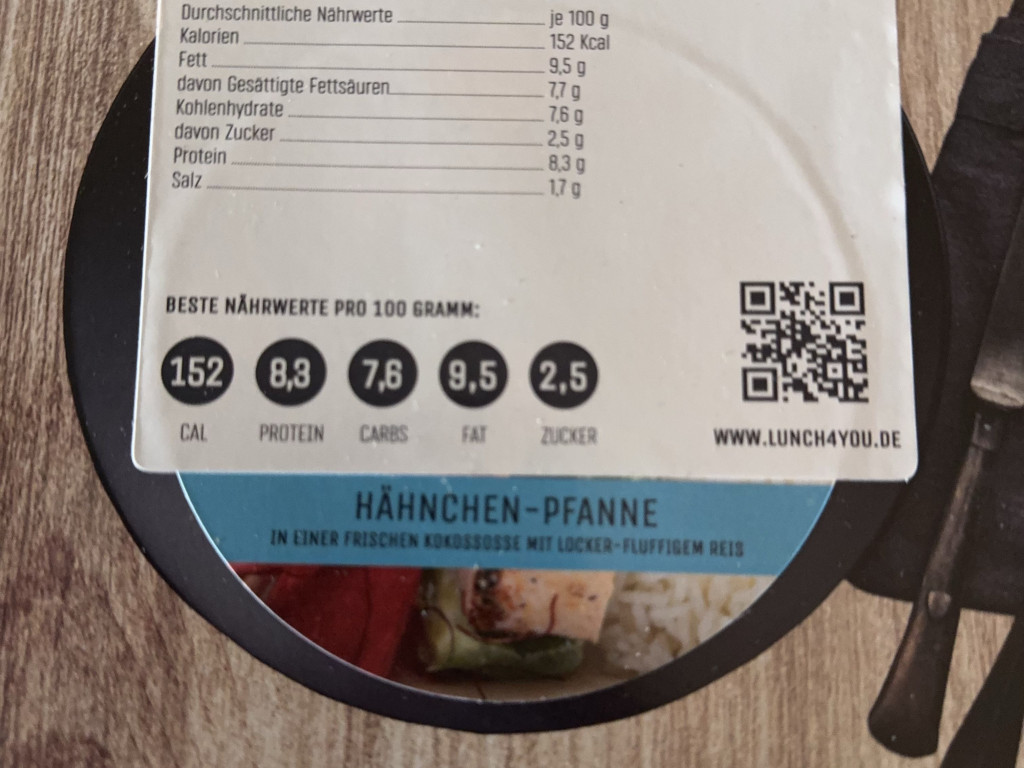 Durchschnittliche Nährwerte je 100 g
Kalorien 152 Kcal
Fett 9,5 g
davon Gesättigte Fettsäuren 7,7 g
Kohlenhydrate 7,6 g
davon Zucker 2,5 g
Protein 8,3 g
Salz 1,7 g
BESTE NÄHRWERTE PRO 100 GRAMM:
152 8,3 7,6 9,5 2,5
CAL PROTEIN CARBS FAT ZUCKER
WWW.LUNCH4YOU.DE
HÄHNCHEN-PFANNE
IN EINER FRISCHEN KOKOSSOSSE MIT LOCKER-FLUFFIGEM REIS